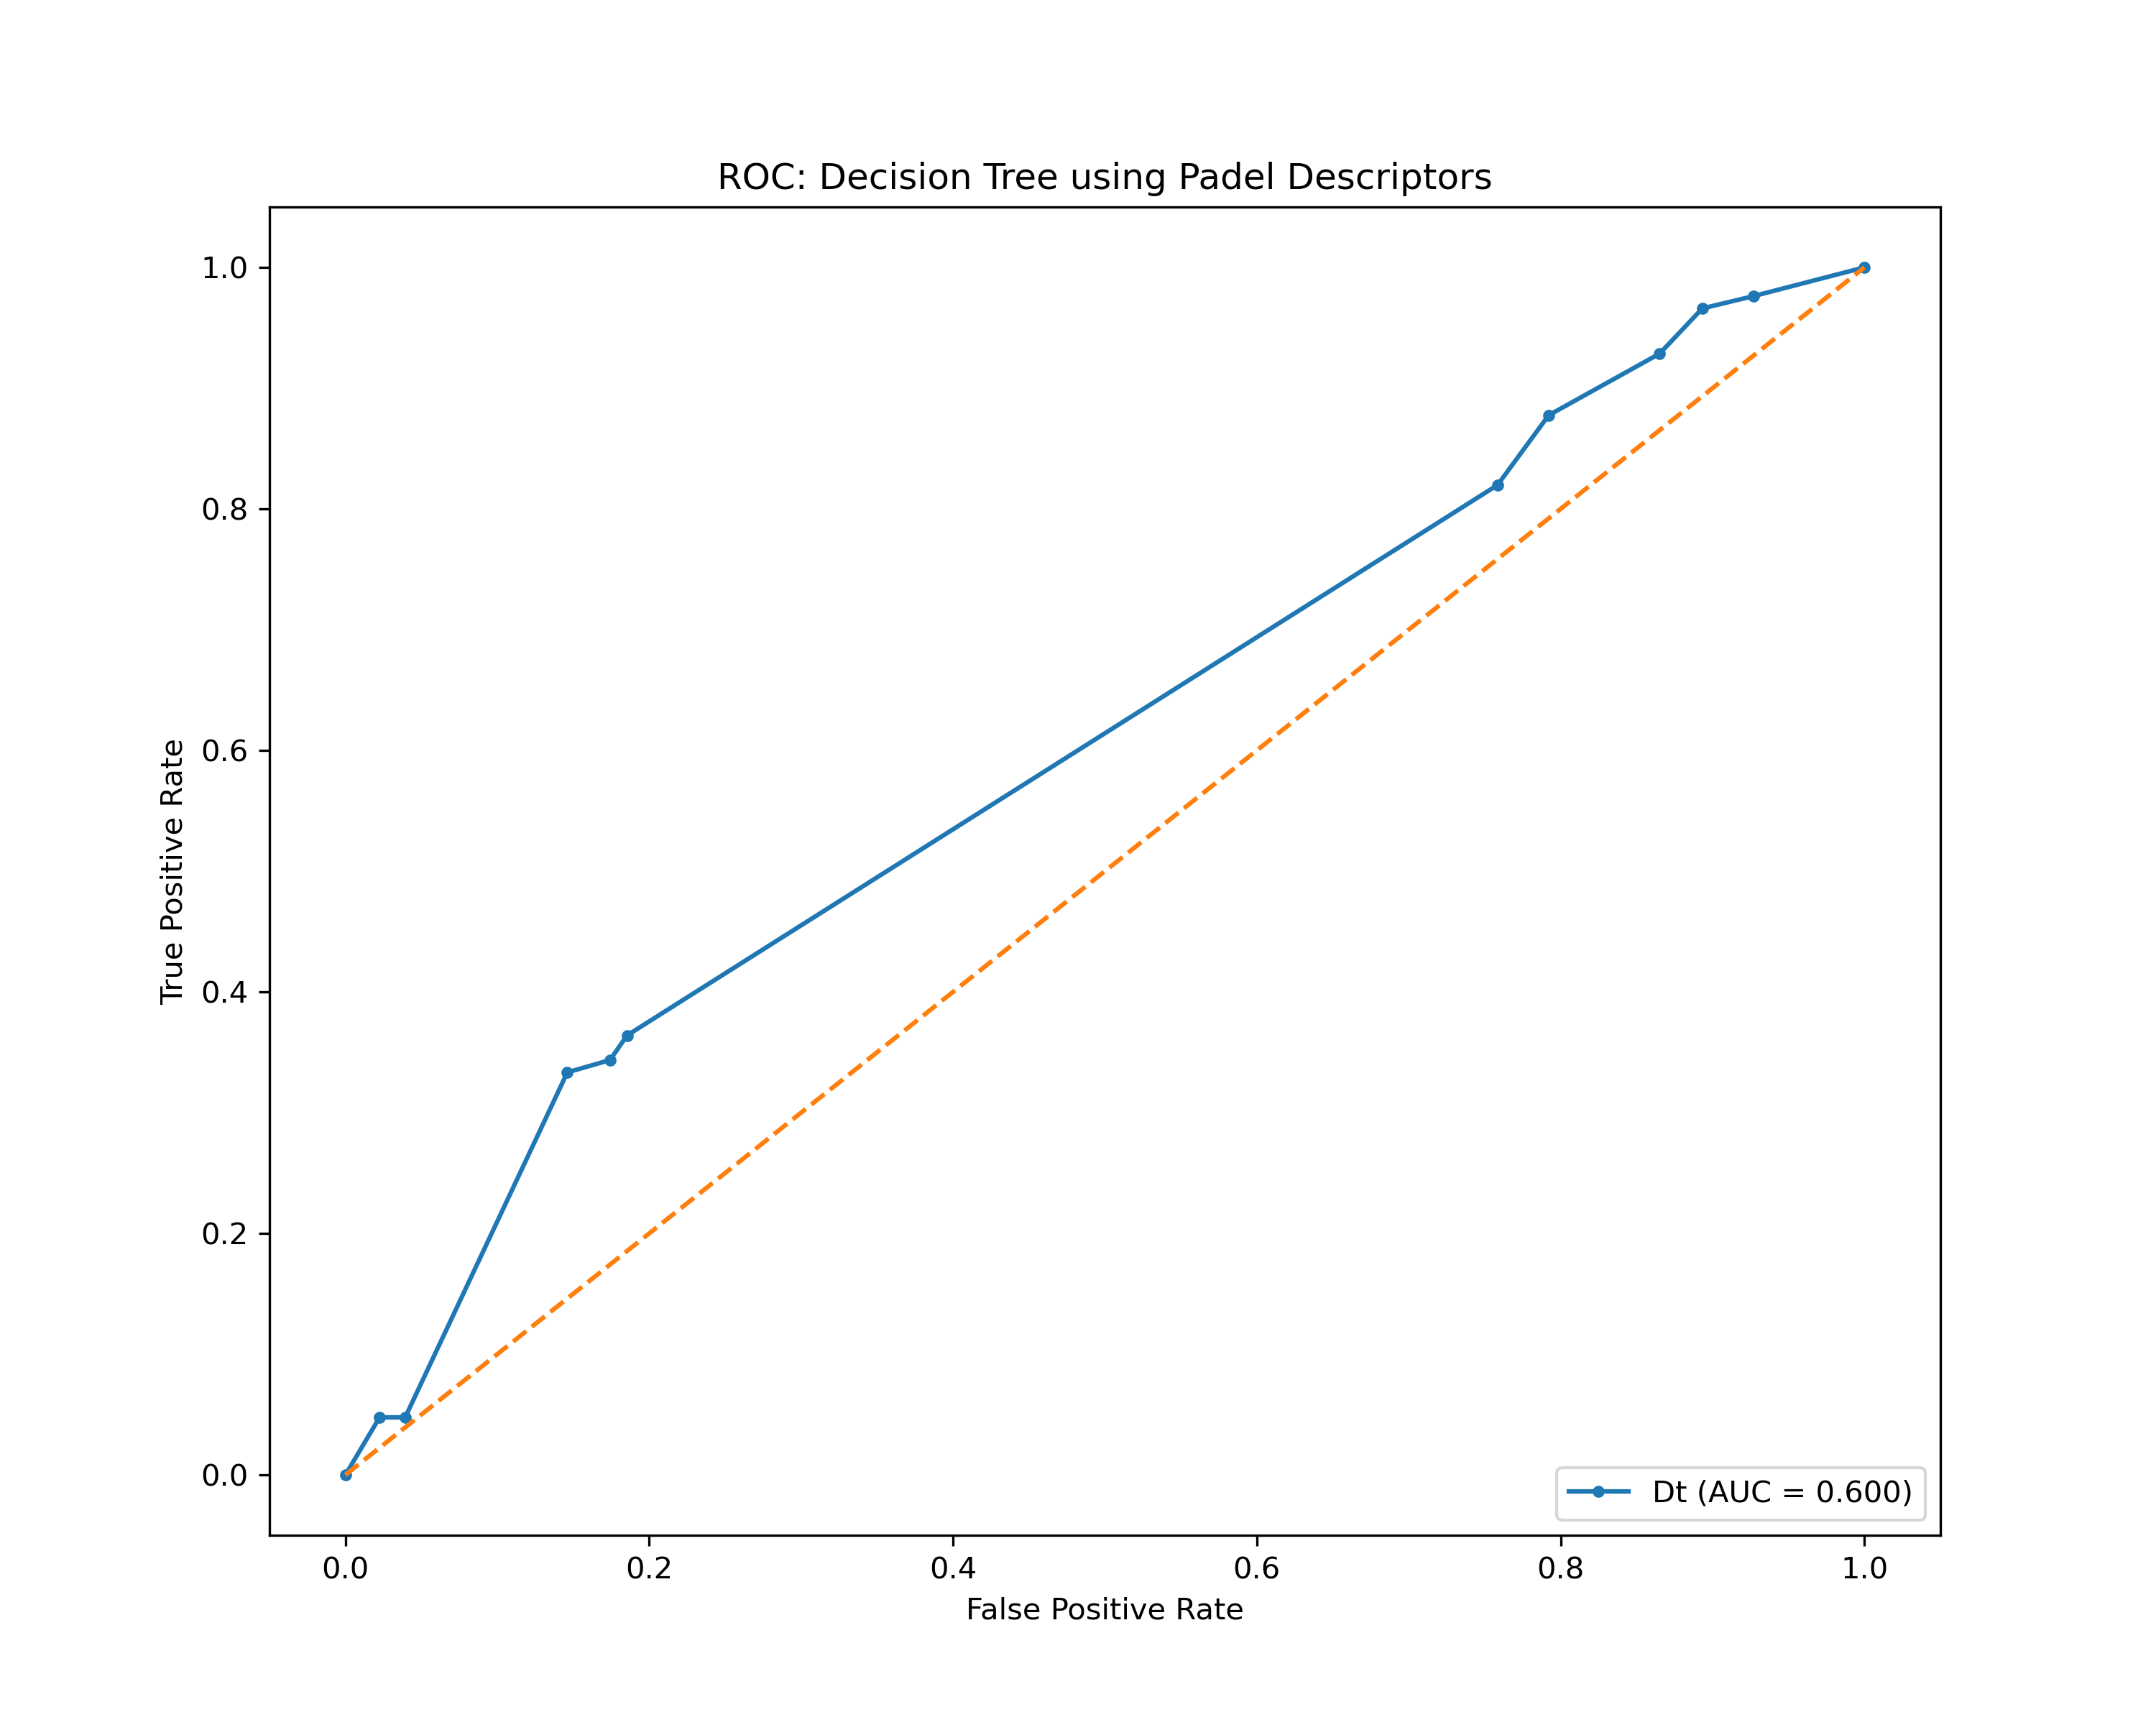 ROC: Decision Tree using Padel Descriptors
True Positive Rate
1.0
0.8
0.6
0.4
0.2
0.0
Dt (AUC = 0.600)
0.0 0.2 0.4 0.6 0.8 1.0
False Positive Rate